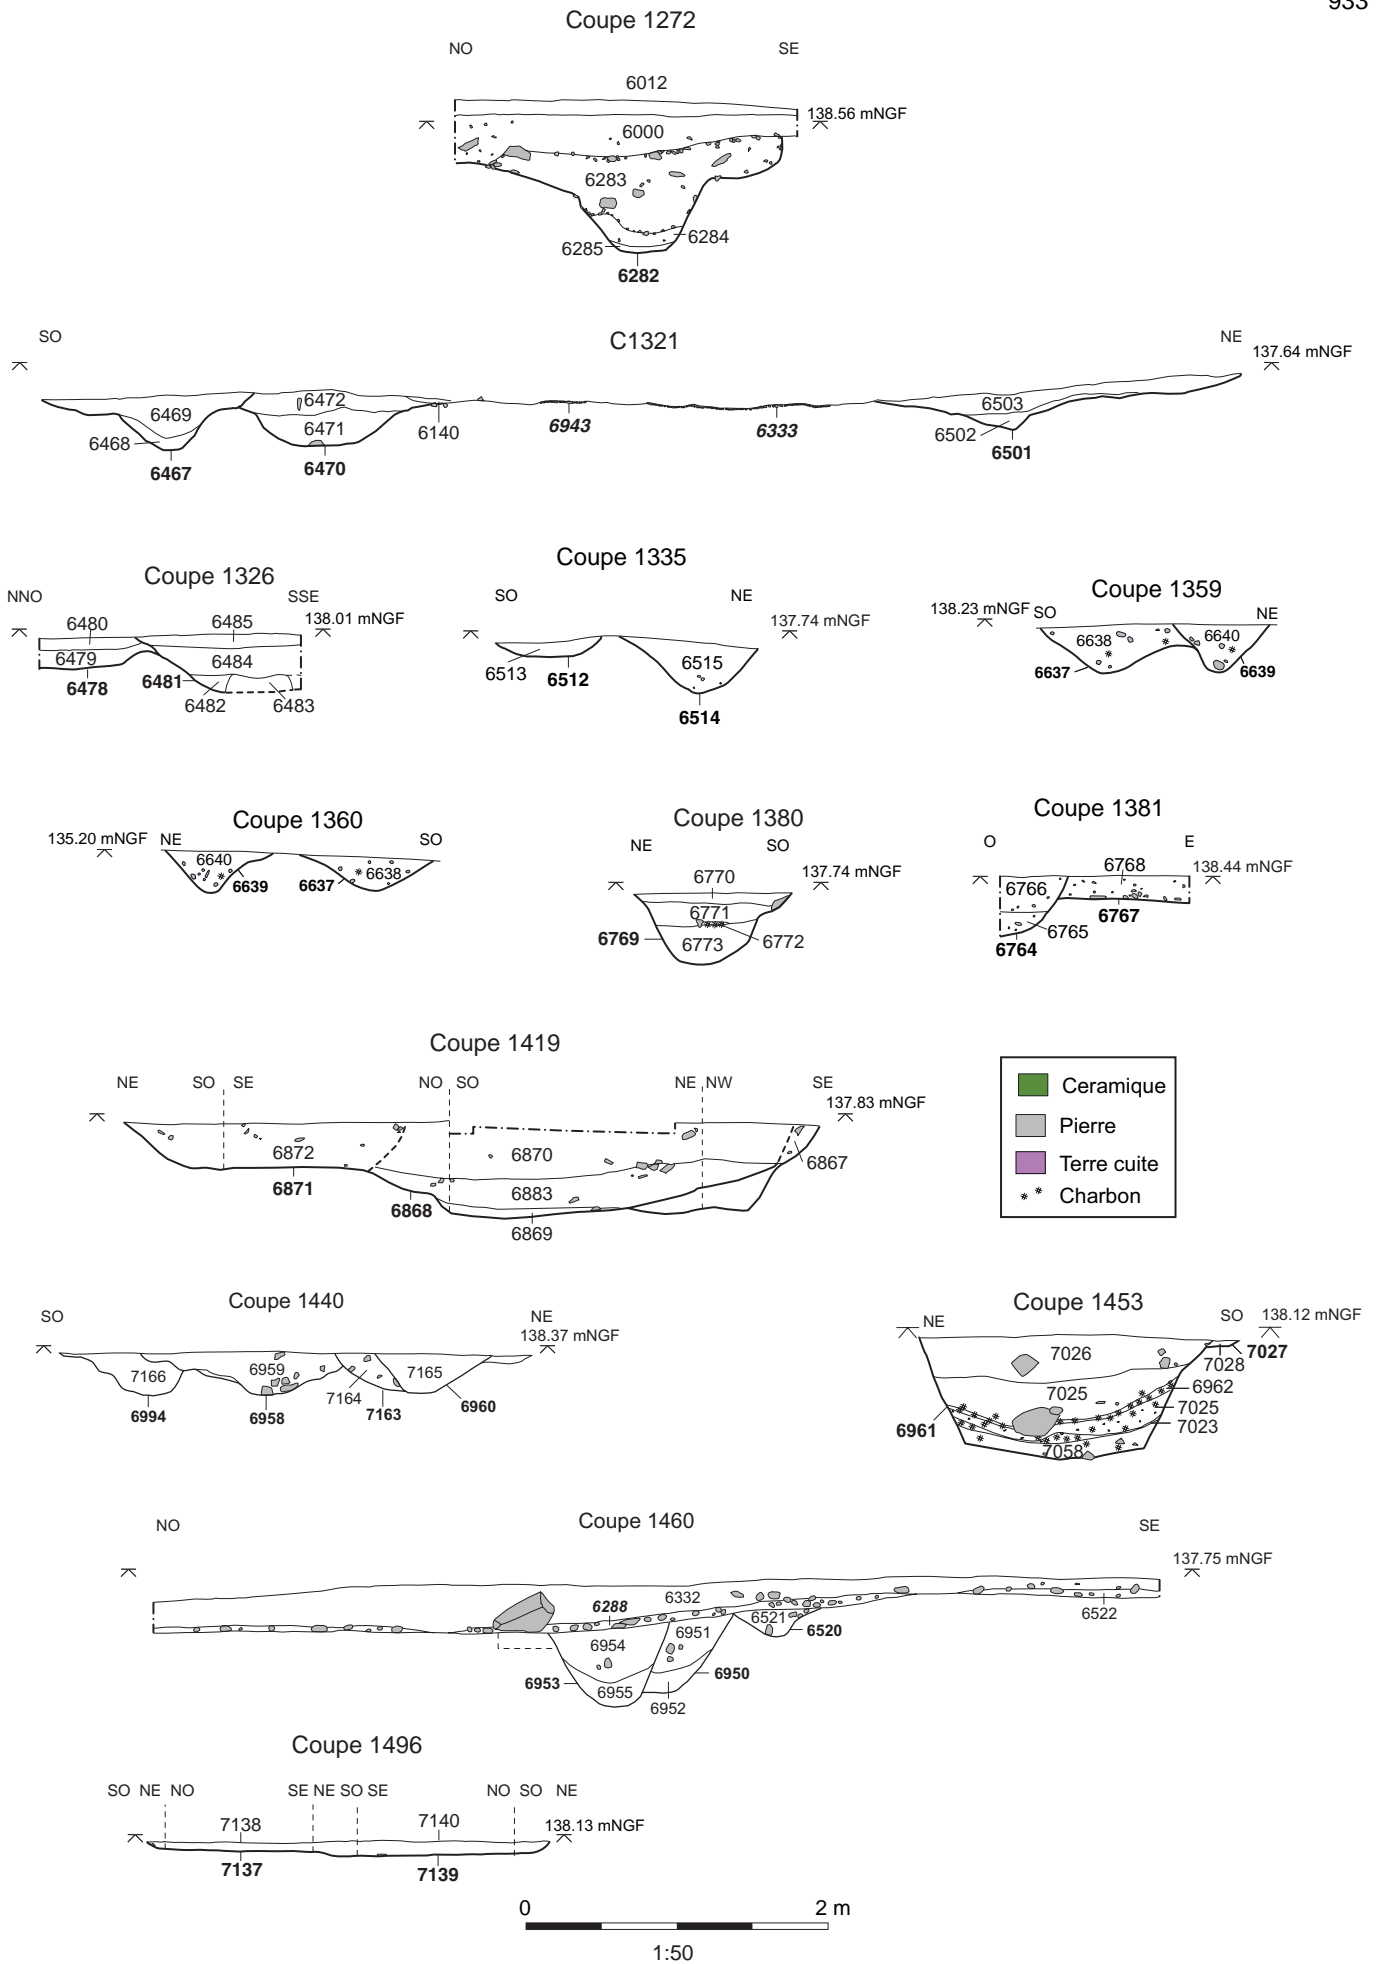 933
Coupe 1272
NO SE
6012
138.56 mNGF
6000
6283
6284
6285
6282
C1321
SO NE
137.64 mNGF
6472
6469
6471
6468
6467
6470
6140
6943
6333
6503
6502
6501
Coupe 1326
NNO SSE
138.01 mNGF
6480 6485
6479 6484
6478 6481
6482 6483
Coupe 1335
SO NE
137.74 mNGF
6513 6512
6515
6514
Coupe 1359
138.23 mNGF SO NE
6638 6640
6637 6639
Coupe 1360
135.20 mNGF NE SO
6640 6638
6639 6637
Coupe 1380
NE SO
137.74 mNGF
6770
6771
6769 6773 6772
Coupe 1381
O E
138.44 mNGF
6768
6766
6767
6765
6764
Coupe 1419
NE SO SE NO SO NE NW SE
137.83 mNGF
6872 6870 6867
6871 6883
6868
6869
Ceramique
Pierre
Terre cuite
Charbon
Coupe 1440
SO NE
138.37 mNGF
7166 6959 7164 7165
6994 6958 7163 6960
Coupe 1453
NE SO 138.12 mNGF
7026 7028 7027
7025 6962
7025
6961 7023
7058
Coupe 1460
NO SE
137.75 mNGF
6288 6332
6522
6521 6520
6954 6951
6953 6950
6955 6952
Coupe 1496
SO NE NO SE NE SO SE NO SO NE
138.13 mNGF
7138 7140
7137 7139
0 2 m
1:50